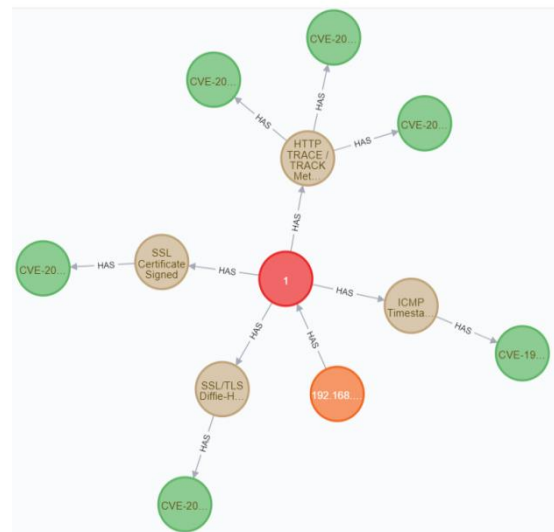 CVE-20...
CVE-20...
HAS
HAS
CVE-20...
HTTP
TRACE /
TRACK
Met...
HAS
HAS
SSL
Certificate
Signed
HAS
CVE-20...
HAS
1
HAS
ICMP
Timesta...
HAS
HAS
HAS
CVE-19...
SSL/TLS
Diffie-H...
192.168....
HAS
CVE-20...